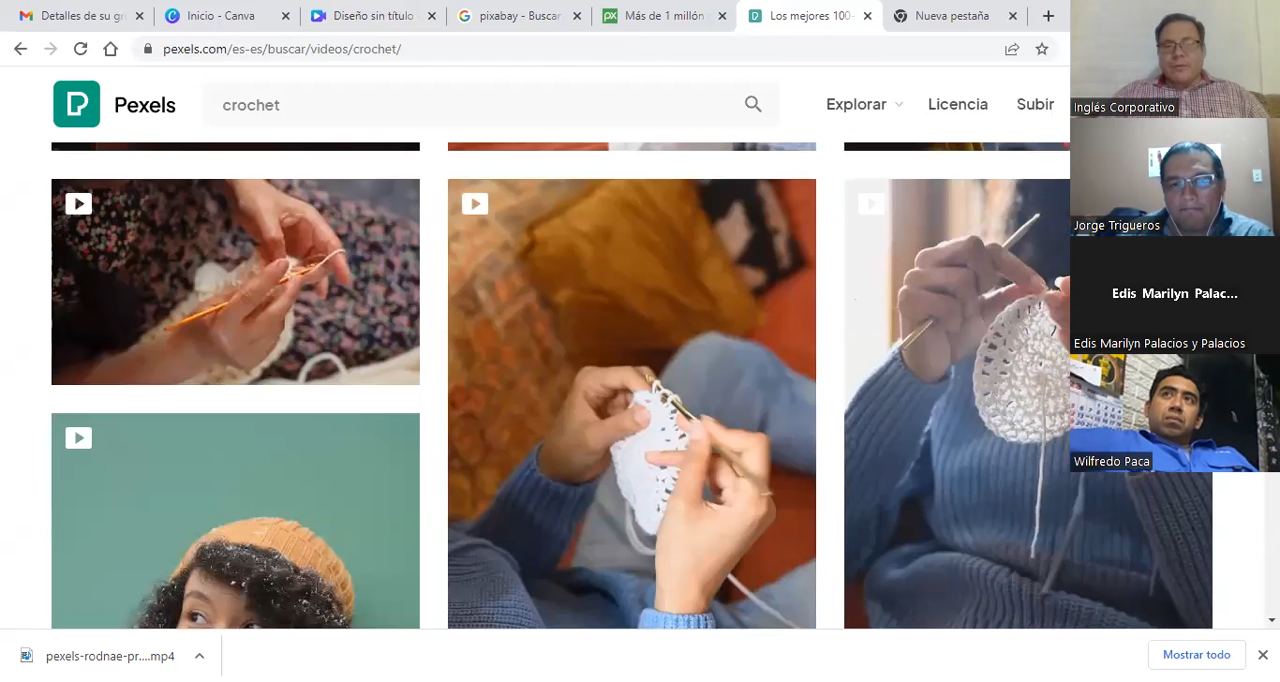 Detalles de su gr
Inicio - Canva
Diseño sin título
pixabay - Buscar
Más de 1 millón
Los mejores 100
Nueva pestaña
pexels.com/es-es/buscar/videos/crochet/
Pexels
crochet
Explorar
Licencia
Subir
Inglés Corporativo
Jorge Trigueros
Edis Marilyn Palac...
Edis Marilyn Palacios y Palacios
Wilfredo Paca
pexels-rodnae-pr....mp4
Mostrar todo